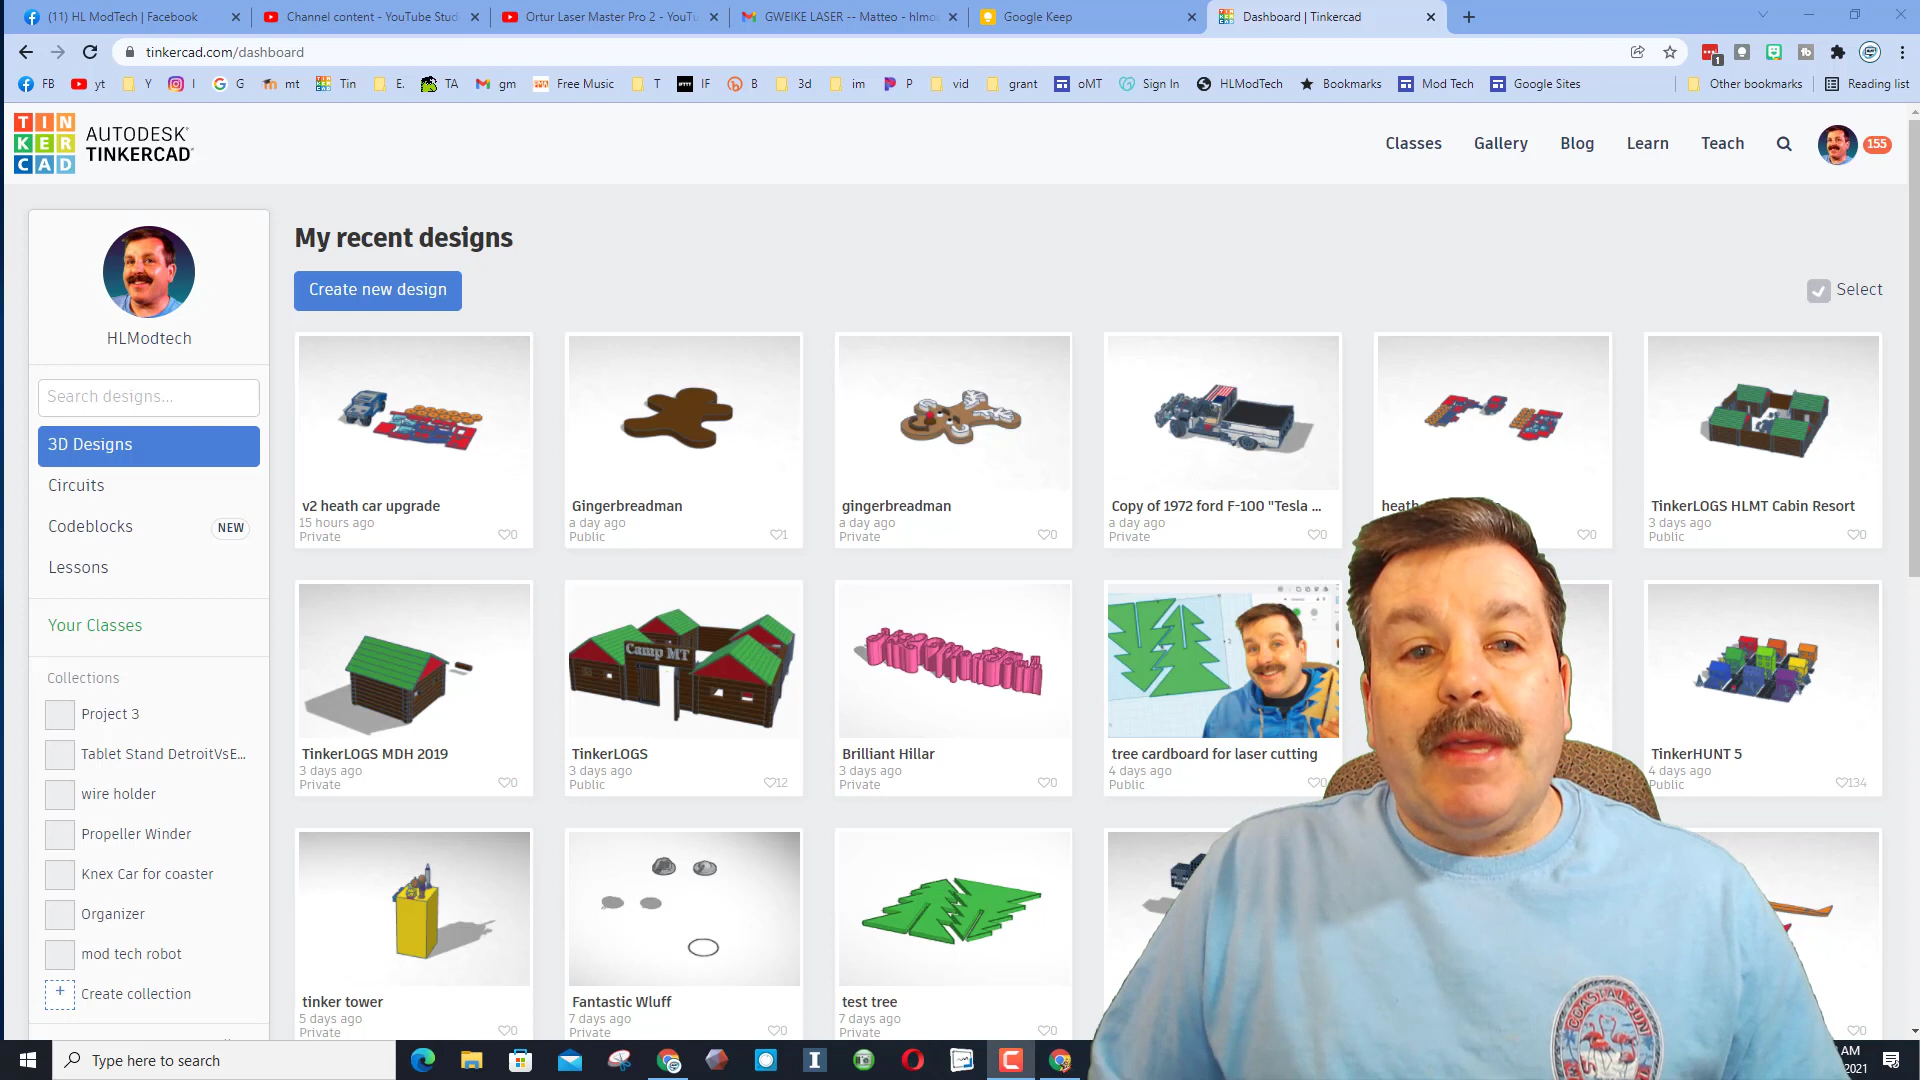 (11) HL ModTech | Facebook
Channel content - YouTube Stud
Ortur Laser Master Pro 2 - YouTu
GWEIKE LASER -- Matteo - hlmo
Google Keep
Dashboard | Tinkercad
tinkercad.com/dashboard
1
FB
yt
Y
I
G
mt
Tin
E.
TA
gm
Free Music
T
IF
B
3d
im
P
vid
grant
oMT
Sign In
HLModTech
Bookmarks
Mod Tech
Google Sites
Other bookmarks
Reading list
TIN
KER
CAD
AUTODESK®
TINKERCAD®
Classes
Gallery
Blog
Learn
Teach
155
HLModtech
Search designs...
3D Designs
Circuits
Codeblocks
NEW
Lessons
Your Classes
Collections
Project 3
Tablet Stand DetroitVsE...
wire holder
Propeller Winder
Knex Car for coaster
Organizer
mod tech robot
+ Create collection
My recent designs
Create new design
Select
v2 heath car upgrade
15 hours ago
Private
0
Gingerbreadman
a day ago
Public
1
gingerbreadman
a day ago
Private
0
Copy of 1972 ford F-100 "Tesla ...
a day ago
Private
0
heath
0
TinkerLOGS HLMT Cabin Resort
3 days ago
Public
0
TinkerLOGS MDH 2019
3 days ago
Private
0
Camp MT
TinkerLOGS
3 days ago
Public
12
Brilliant Hillar
3 days ago
Private
0
tree cardboard for laser cutting
4 days ago
Public
0
TinkerHUNT 5
4 days ago
Public
134
tinker tower
5 days ago
Private
0
Fantastic Wluff
7 days ago
Private
0
test tree
7 days ago
Private
0
0
COASTAL SUN
Type here to search
AM
2021